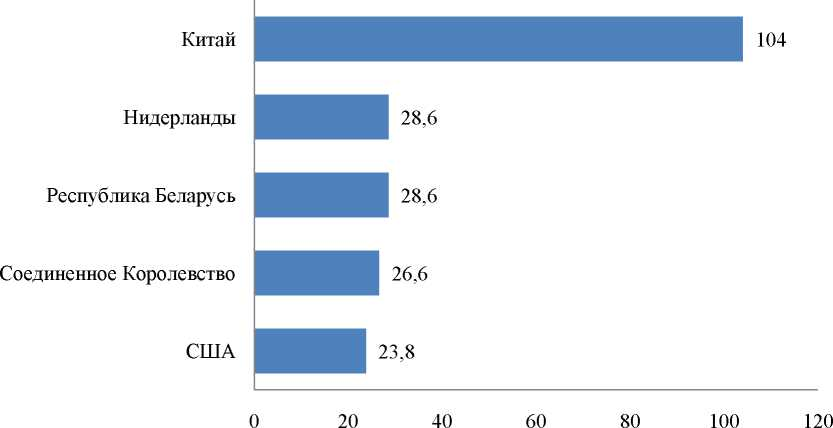 Китай 104
Нидерланды 28,6
Республика Беларусь 28,6
Соединенное Королевство 26,6
США 23,8
0 20 40 60 80 100 120